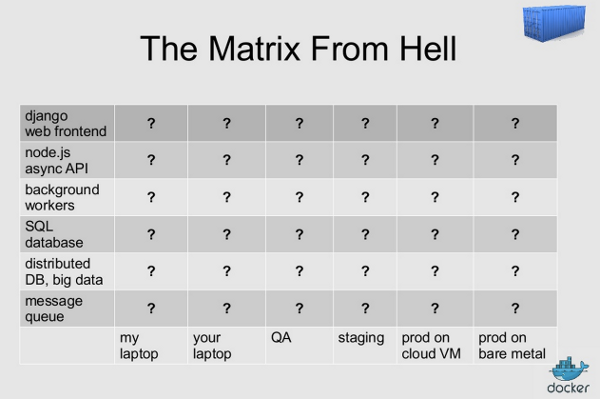 The Matrix From Hell
django
web frontend
? ? ? ? ? ?
node.js
async API
? ? ? ? ? ?
background
workers
? ? ? ? ? ?
SQL
database
? ? ? ? ? ?
distributed
DB, big data
? ? ? ? ? ?
message
queue
? ? ? ? ? ?
my
laptop
your
laptop
QA
staging
prod on
cloud VM
prod on
bare metal
docker